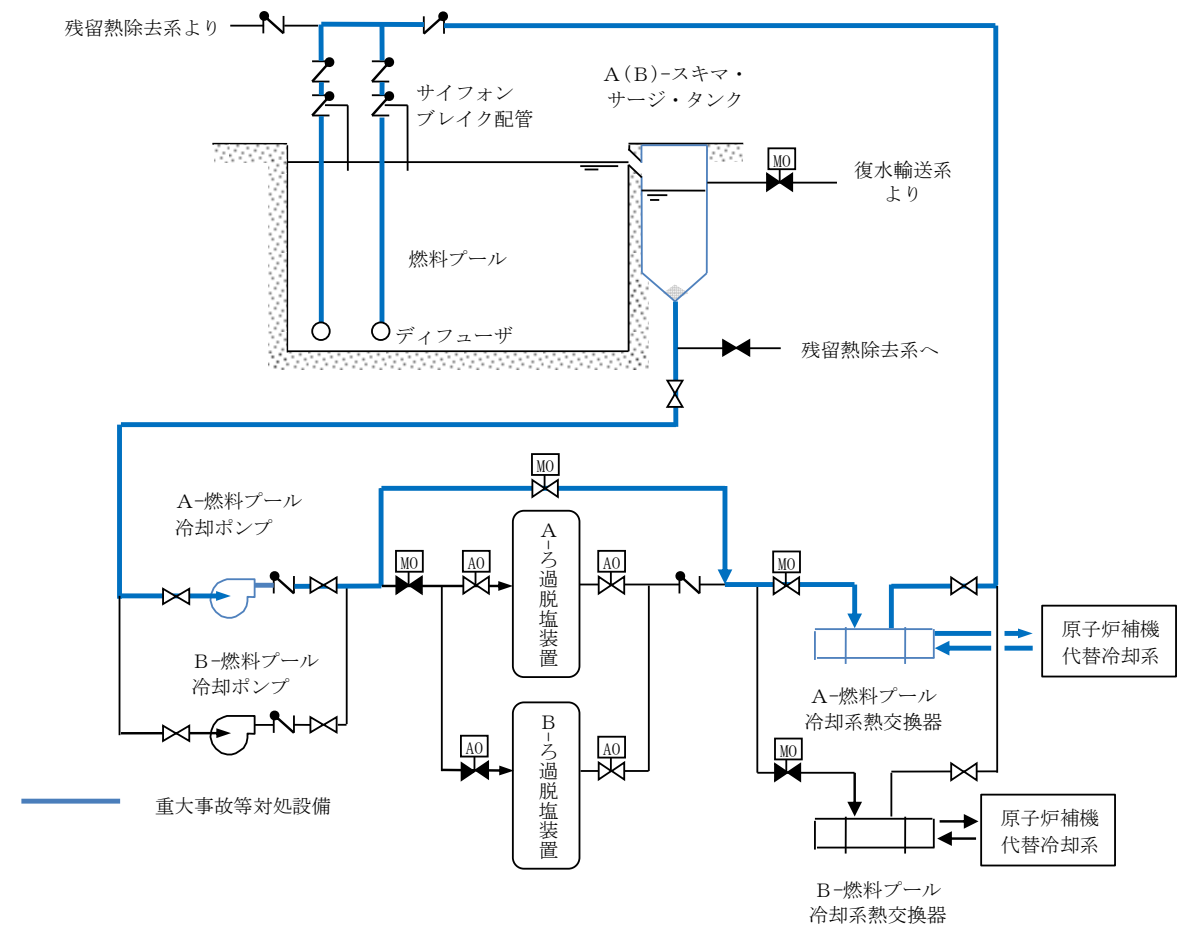 残留熱除去系より
A(B)-スキマ・
サージ・タンク
サイフォン
ブレイク配管
MO
復水輸送系
より
燃料プール
ディフューザ
残留熱除去系へ
MO
A-燃料プール
冷却ポンプ
MO
AO
A-ろ過脱塩装置
AO
MO
原子炉補機
代替冷却系
B-燃料プール
冷却ポンプ
A-燃料プール
冷却系熱交換器
AO
B-ろ過脱塩装置
AO
MO
重大事故等対処設備
原子炉補機
代替冷却系
B-燃料プール
冷却系熱交換器